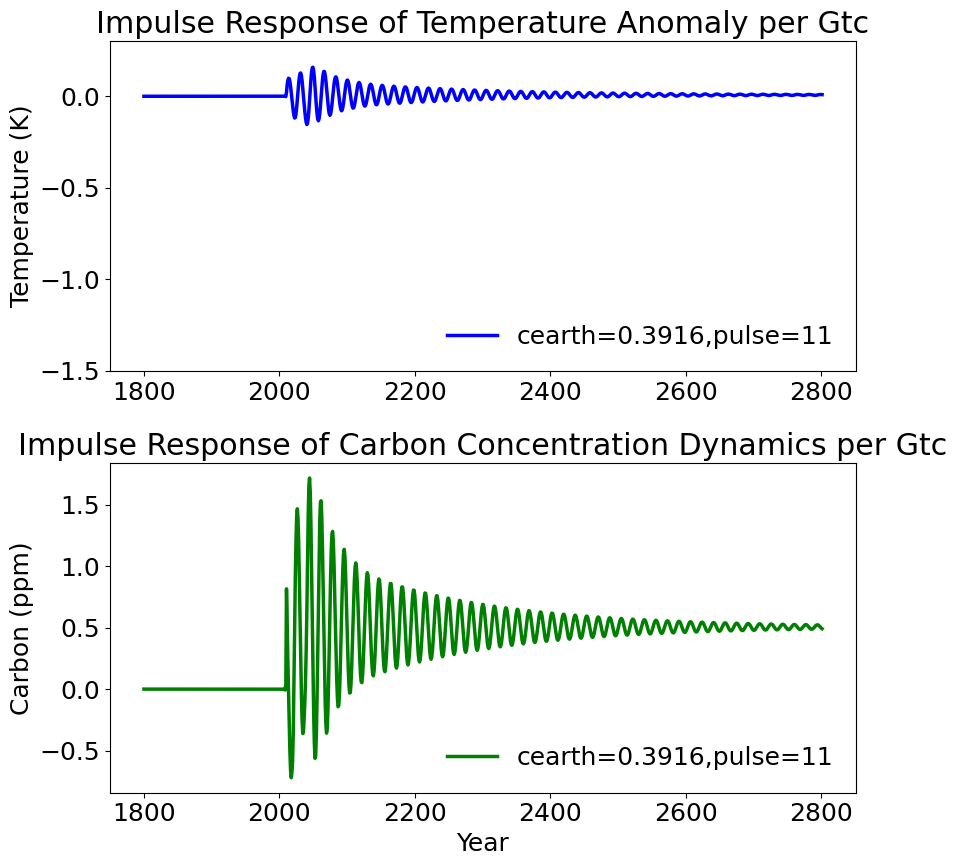 Impulse Response of Temperature Anomaly per Gtc
Temperature (K)
0.0
−0.5
−1.0
−1.5
cearth=0.3916,pulse=11
1800 2000 2200 2400 2600 2800
Impulse Response of Carbon Concentration Dynamics per Gtc
Carbon (ppm)
1.5
1.0
0.5
0.0
−0.5
cearth=0.3916,pulse=11
1800 2000 2200 2400 2600 2800
Year